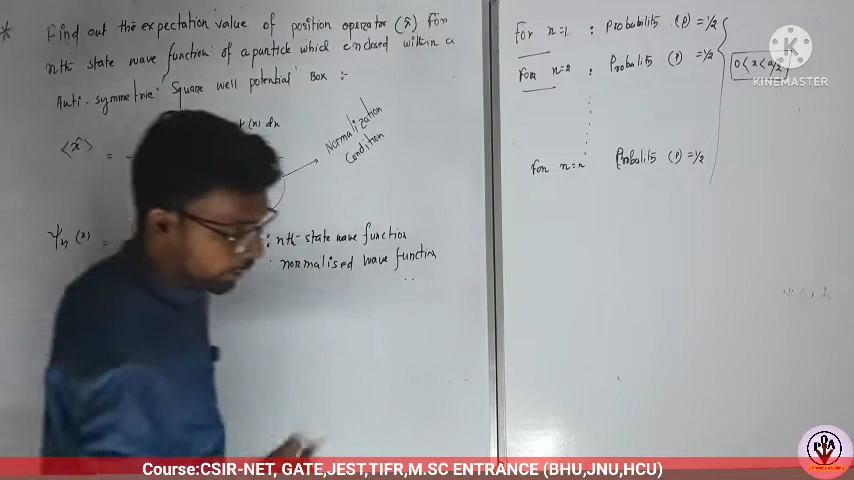 * Find out the expectation value of position operator (x̂) for
nth state wave function of a particle which enclosed within a
Anti-symmetric Square well potential Box :-
⟨x̂⟩ =
(x) dx
Normalization
Condition
ψn (x) =
: nth-state wave function
: normalised wave function
For n=1 : Probability (P) = 1/2
For n=2 : Probability (P) = 1/2
0 < x < a/2
For n=n Probability (P) = 1/2
KINEMASTER
Course:CSIR-NET, GATE,JEST,TIFR,M.SC ENTRANCE (BHU,JNU,HCU)